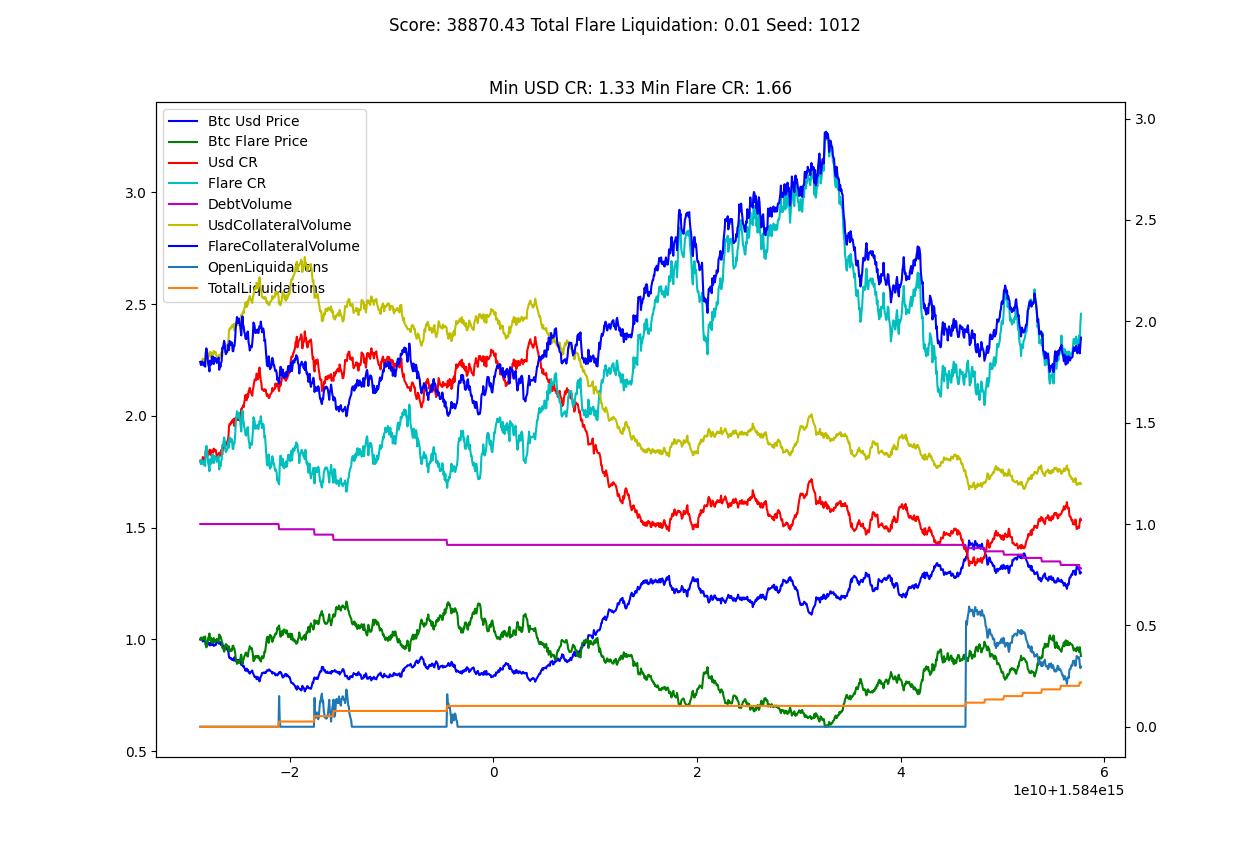 Score: 38870.43 Total Flare Liquidation: 0.01 Seed: 1012
Min USD CR: 1.33 Min Flare CR: 1.66
Btc Usd Price
Btc Flare Price
Usd CR
Flare CR
DebtVolume
UsdCollateralVolume
FlareCollateralVolume
OpenLiquidations
TotalLiquidations
3.0
2.5
2.0
1.5
1.0
0.5
3.0
2.5
2.0
1.5
1.0
0.5
0.0
−2 0 2 4 6
1e10+1.584e15